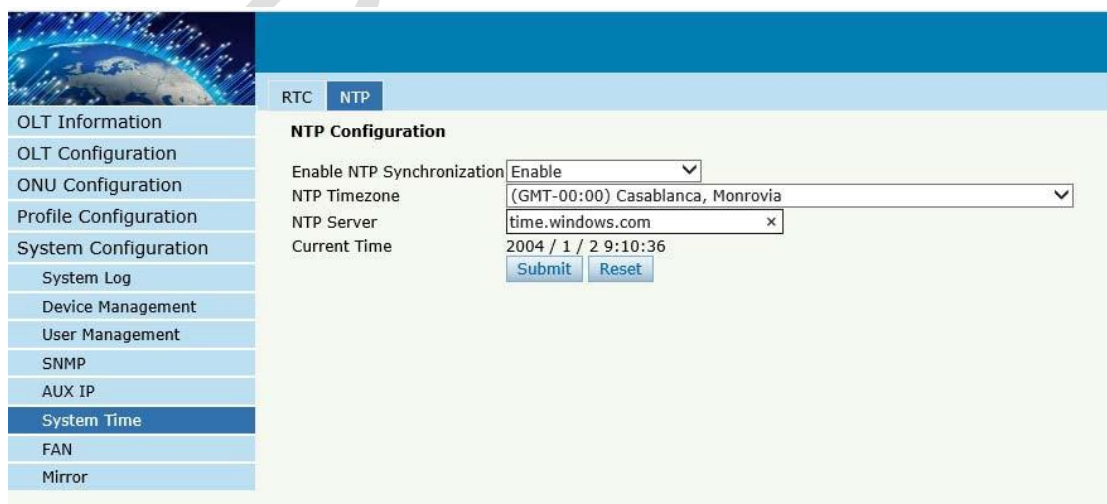 RTC NTP
OLT Information
OLT Configuration
ONU Configuration
Profile Configuration
System Configuration
System Log
Device Management
User Management
SNMP
AUX IP
System Time
FAN
Mirror
NTP Configuration
Enable NTP Synchronization Enable
NTP Timezone (GMT-00:00) Casablanca, Monrovia
NTP Server time.windows.com ×
Current Time 2004 / 1 / 2 9:10:36
Submit Reset